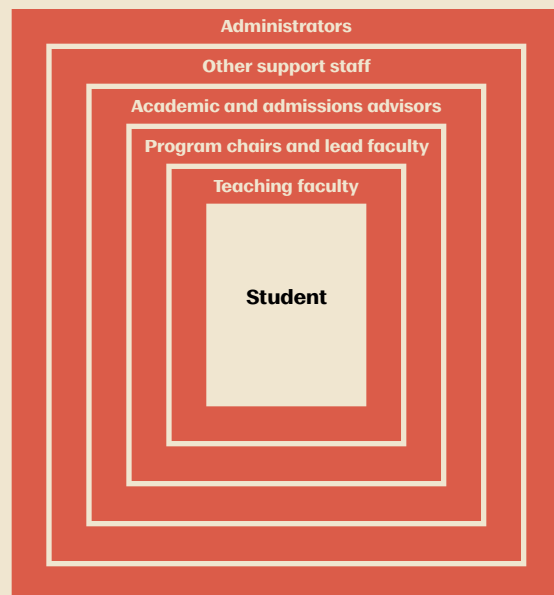 Administrators
Other support staff
Academic and admissions advisors
Program chairs and lead faculty
Teaching faculty
Student